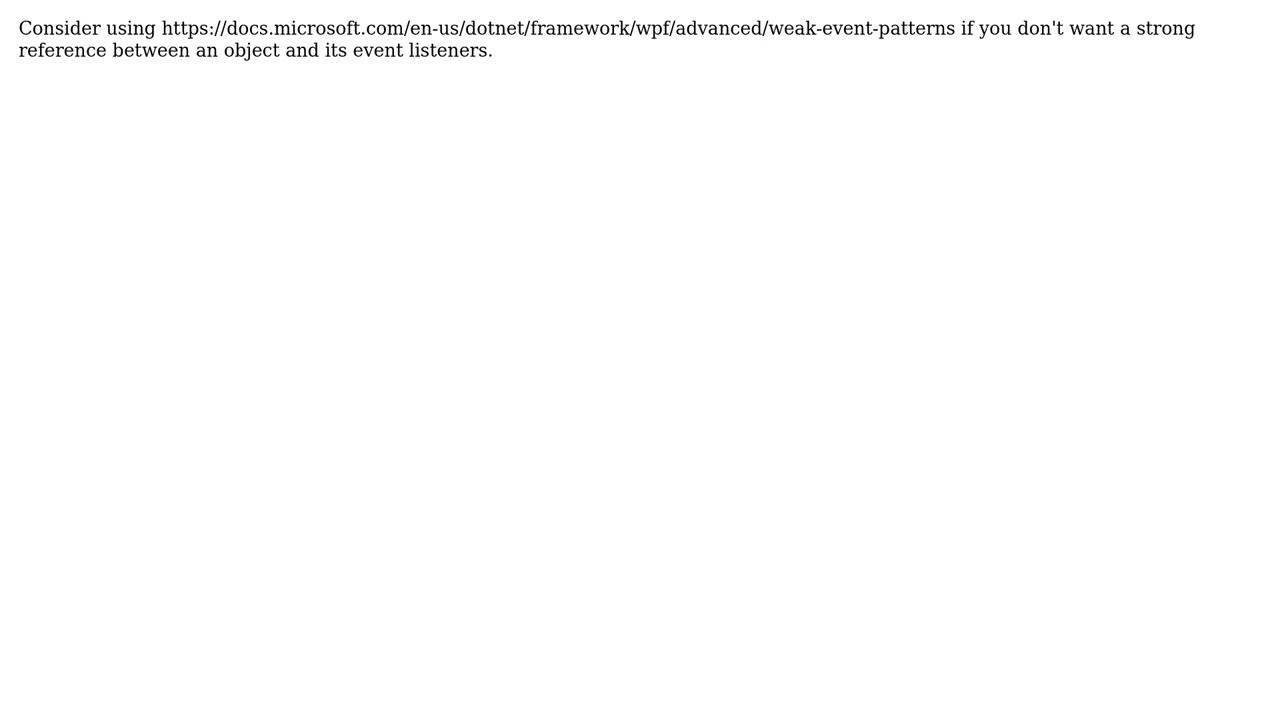 Consider using https://docs.microsoft.com/en-us/dotnet/framework/wpf/advanced/weak-event-patterns if you don't want a strong
reference between an object and its event listeners.